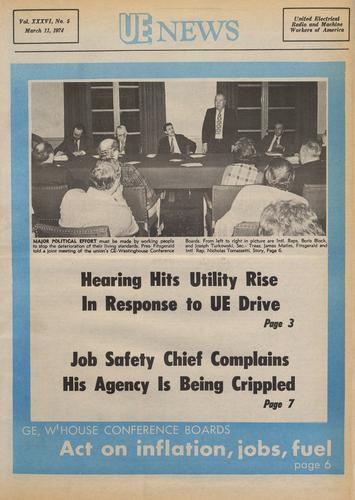 Vol. XXXVI, No. 5
March 11, 1974
UE NEWS
United Electrical
Radio and Machine
Workers of America
MAJOR POLITICAL EFFORT must be made by working people
to stop the deterioration of their living standards, Pres. Fitzgerald
told a joint meeting of the union's GE-Westinghouse Conference
Boards. From left to right in picture are Intl. Reps. Boris Block,
and Joseph Turkowski, Sec.-Treas. James Matles, Fitzgerald and
Intl. Rep. Nicholas Tomassetti. Story, Page 6.
Hearing Hits Utility Rise
In Response to UE Drive
Page 3
Job Safety Chief Complains
His Agency Is Being Crippled
Page 7
GE, W'HOUSE CONFERENCE BOARDS
Act on inflation, jobs, fuel
page 6